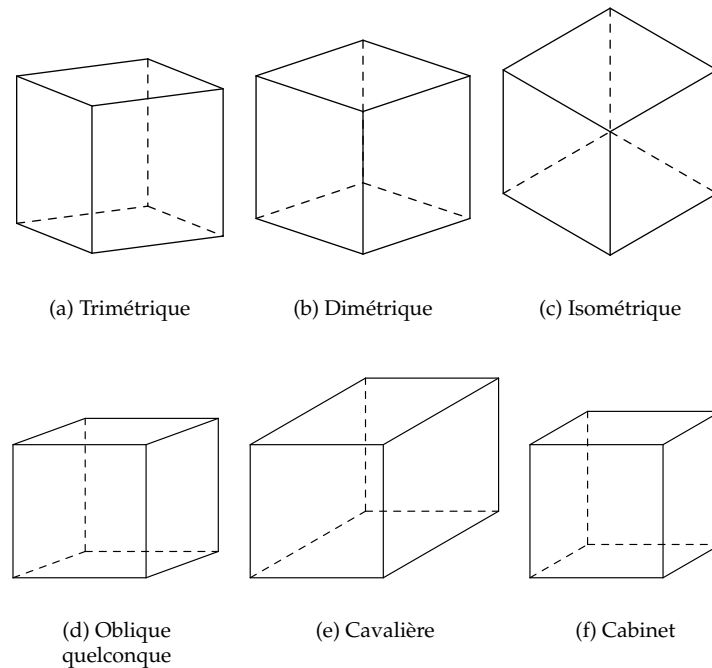 (a) Trimétrique
(b) Dimétrique
(c) Isométrique
(d) Oblique
quelconque
(e) Cavalière
(f) Cabinet